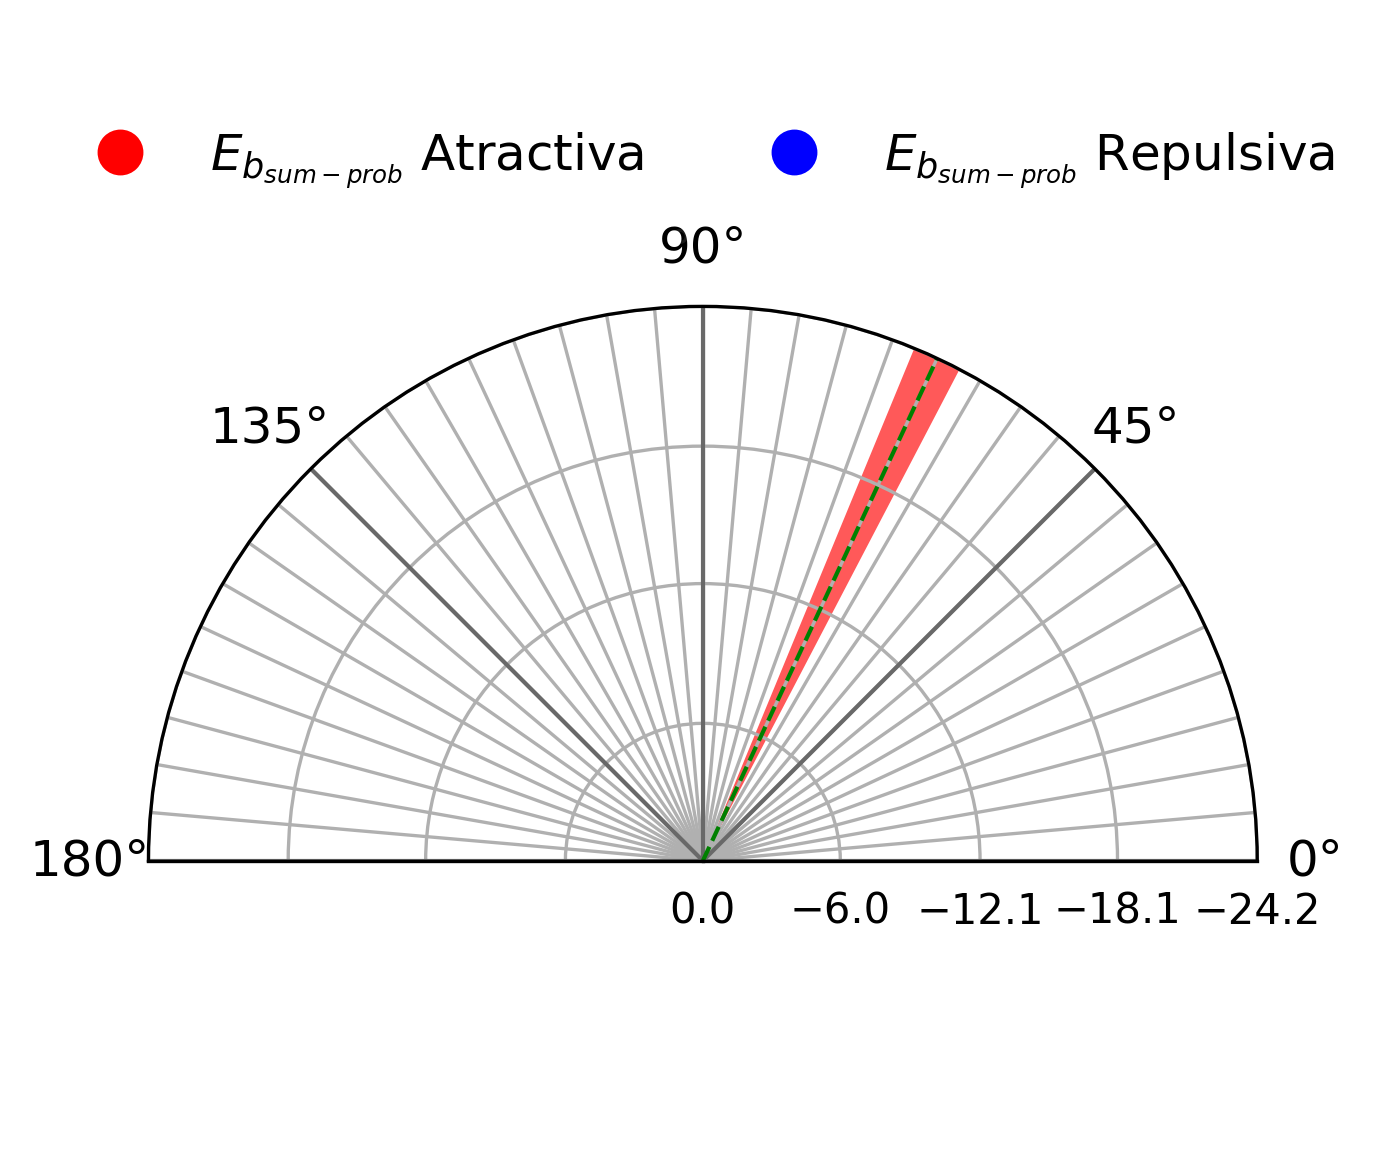 E_{b_{sum-prob}} Atractiva E_{b_{sum-prob}} Repulsiva
90°
135° 45°
180° 0°
0.0 −6.0 −12.1 −18.1 −24.2